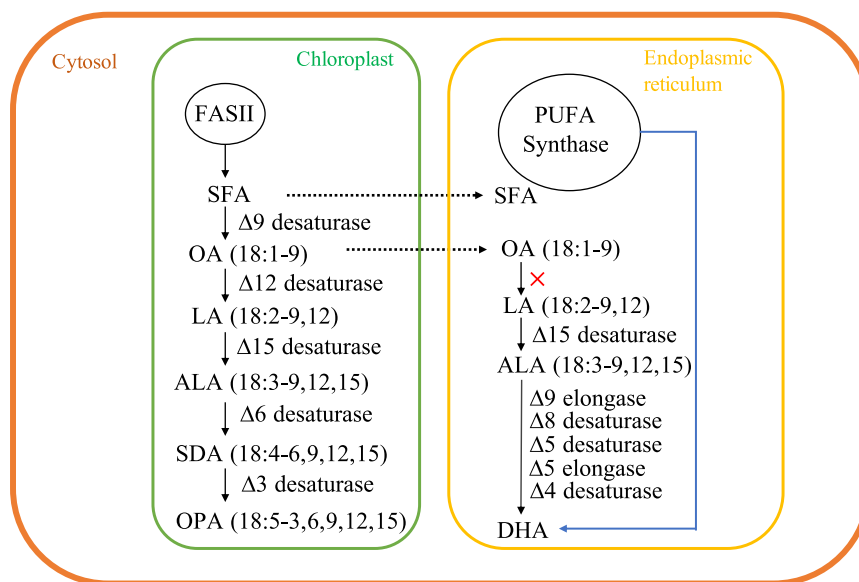 Cytosol
Chloroplast
FASII
SFA
Δ9 desaturase
OA (18:1-9)
Δ12 desaturase
LA (18:2-9,12)
Δ15 desaturase
ALA (18:3-9,12,15)
Δ6 desaturase
SDA (18:4-6,9,12,15)
Δ3 desaturase
OPA (18:5-3,6,9,12,15)
Endoplasmic
reticulum
PUFA
Synthase
SFA
OA (18:1-9)
LA (18:2-9,12)
Δ15 desaturase
ALA (18:3-9,12,15)
Δ9 elongase
Δ8 desaturase
Δ5 desaturase
Δ5 elongase
Δ4 desaturase
DHA